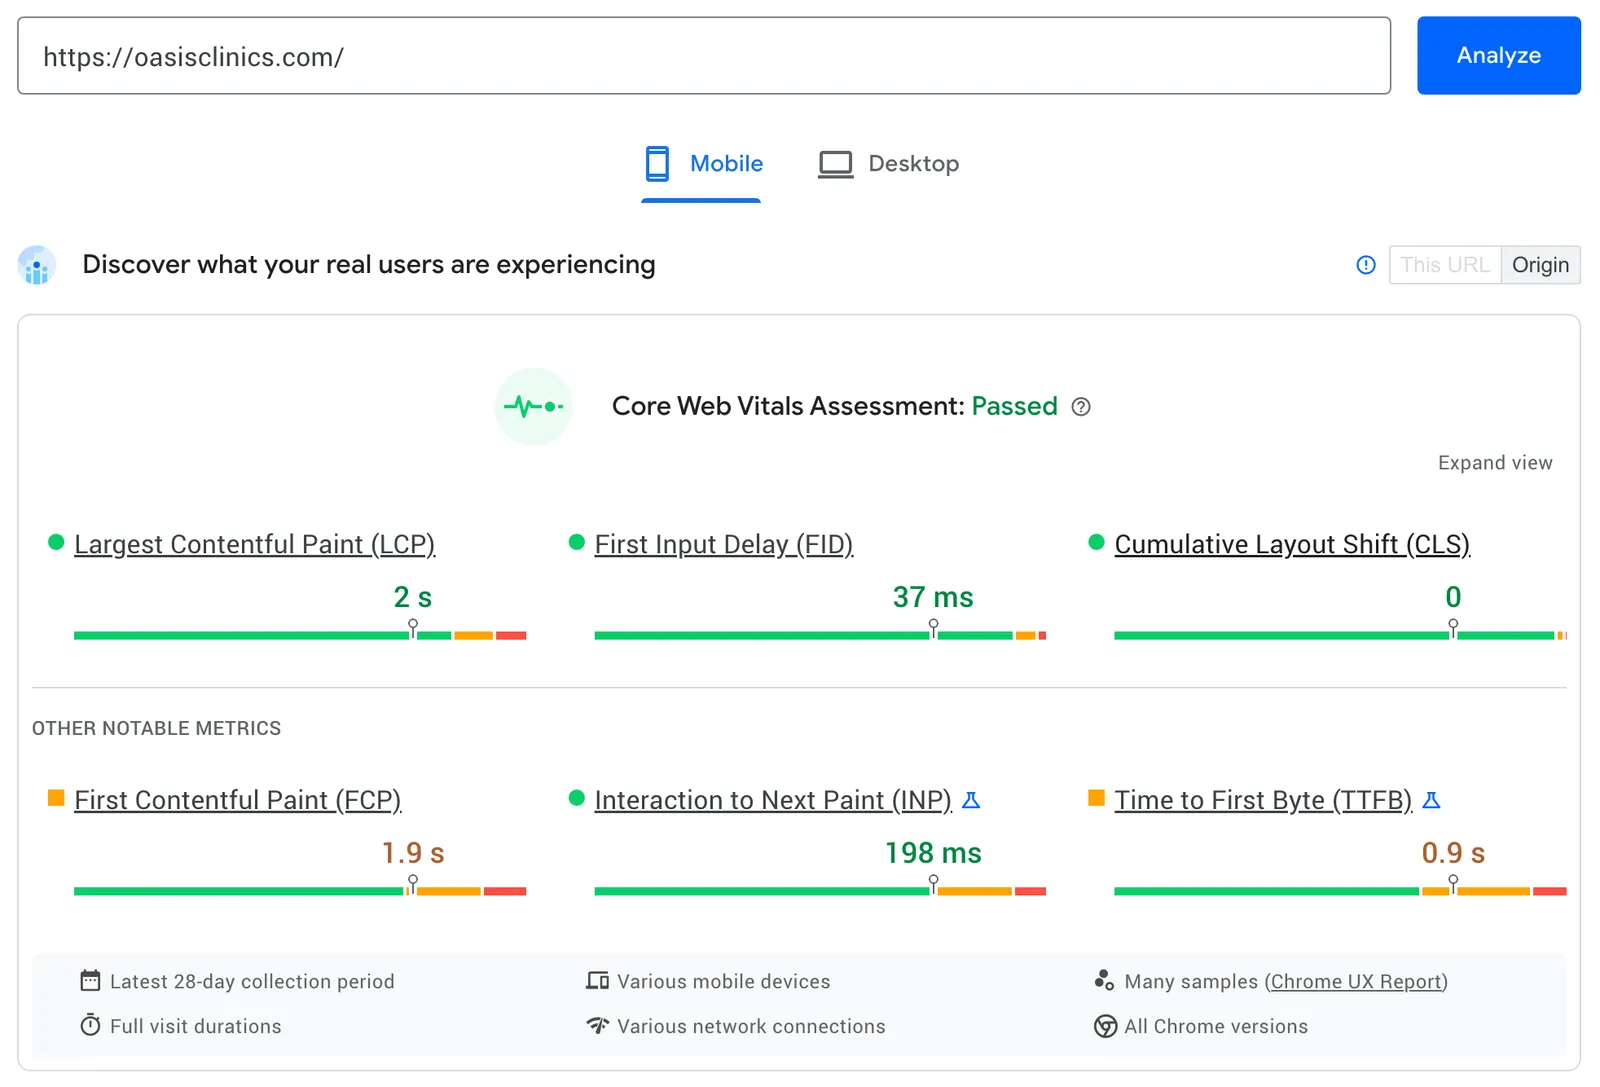 https://oasisclinics.com/
Analyze
Mobile
Desktop
Discover what your real users are experiencing
This URL
Origin
Core Web Vitals Assessment: Passed
Expand view
Largest Contentful Paint (LCP)
2 s
First Input Delay (FID)
37 ms
Cumulative Layout Shift (CLS)
0
OTHER NOTABLE METRICS
First Contentful Paint (FCP)
1.9 s
Interaction to Next Paint (INP)
198 ms
Time to First Byte (TTFB)
0.9 s
Latest 28-day collection period
Various mobile devices
Many samples (Chrome UX Report)
Full visit durations
Various network connections
All Chrome versions